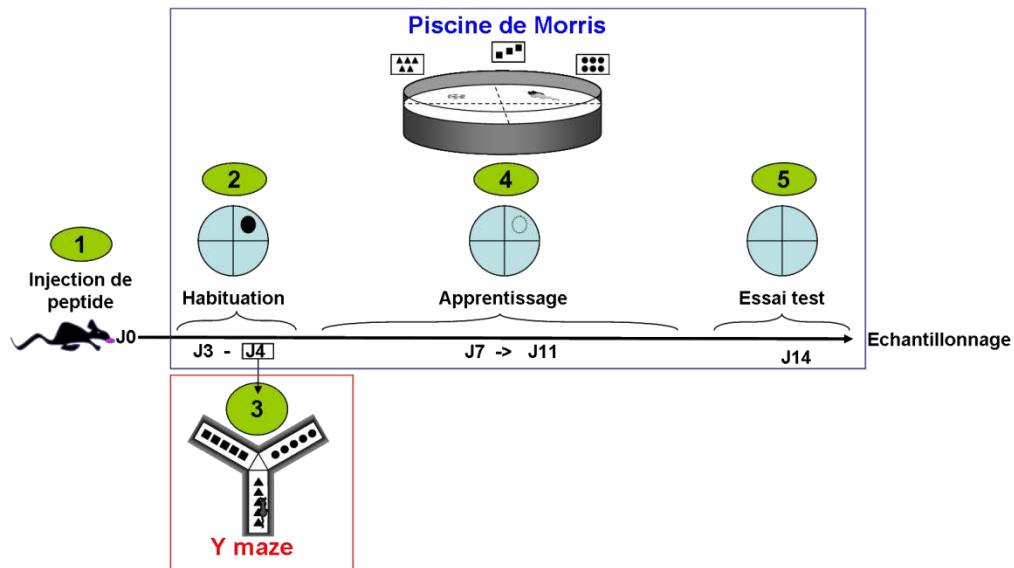 Piscine de Morris
2
4
5
1
Injection de
peptide
Habituation
Apprentissage
Essai test
J0
Echantillonnage
J3 - J4
J7 -> J11
J14
3
Y maze